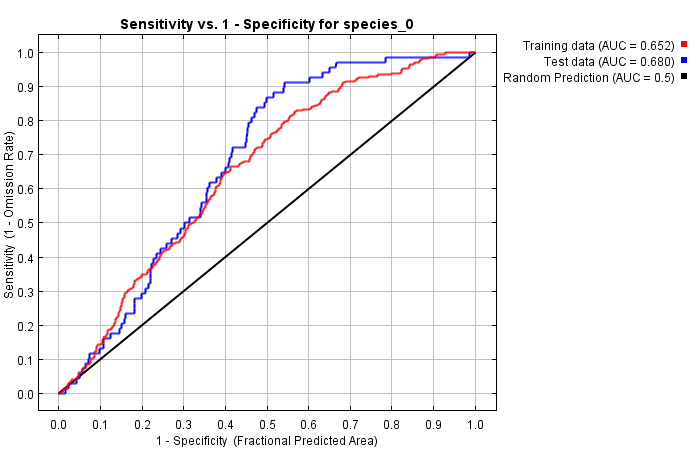 Sensitivity vs. 1 - Specificity for species_0
Training data (AUC = 0.652)
Test data (AUC = 0.680)
Random Prediction (AUC = 0.5)
Sensitivity (1 - Omission Rate)
1.0
0.9
0.8
0.7
0.6
0.5
0.4
0.3
0.2
0.1
0.0
0.0 0.1 0.2 0.3 0.4 0.5 0.6 0.7 0.8 0.9 1.0
1 - Specificity (Fractional Predicted Area)